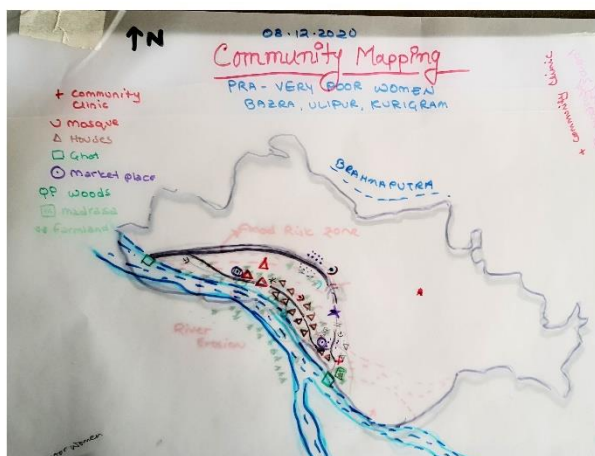 08.12.2020
↑N
Community Mapping
PRA - VERY POOR WOMEN
BAZRA, ULIPUR, KURIGRAM
+ Community
Clinic
Mosque
Houses
Ghat
Market place
Woods
madrasa
farmland
+ Community Clinic
BRAHMAPUTRA
Flood Risk Zone
River
Erosion
women